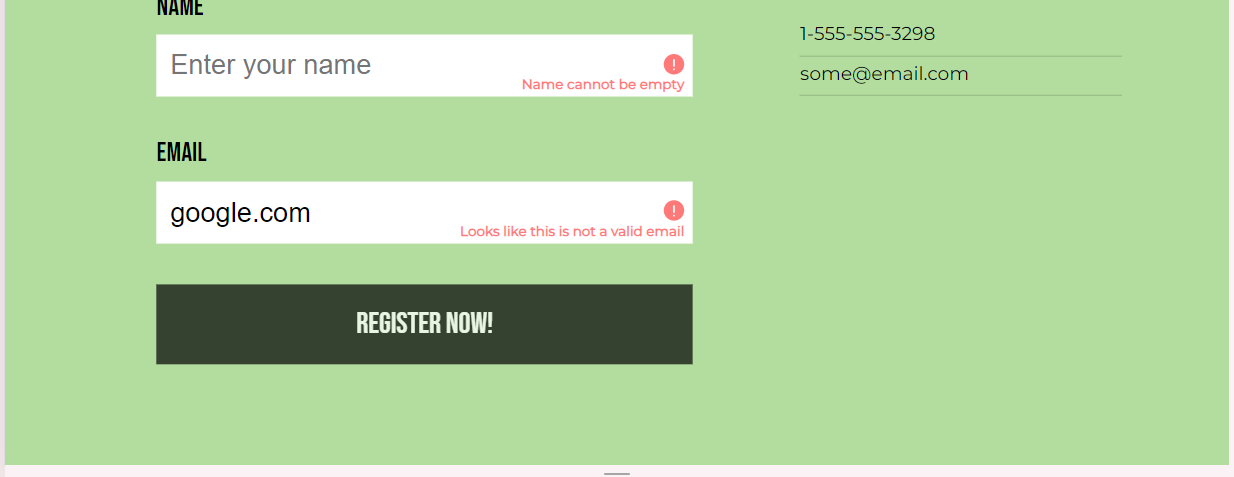 NAME
Enter your name
Name cannot be empty
EMAIL
google.com
Looks like this is not a valid email
REGISTER NOW!
1-555-555-3298
some@email.com